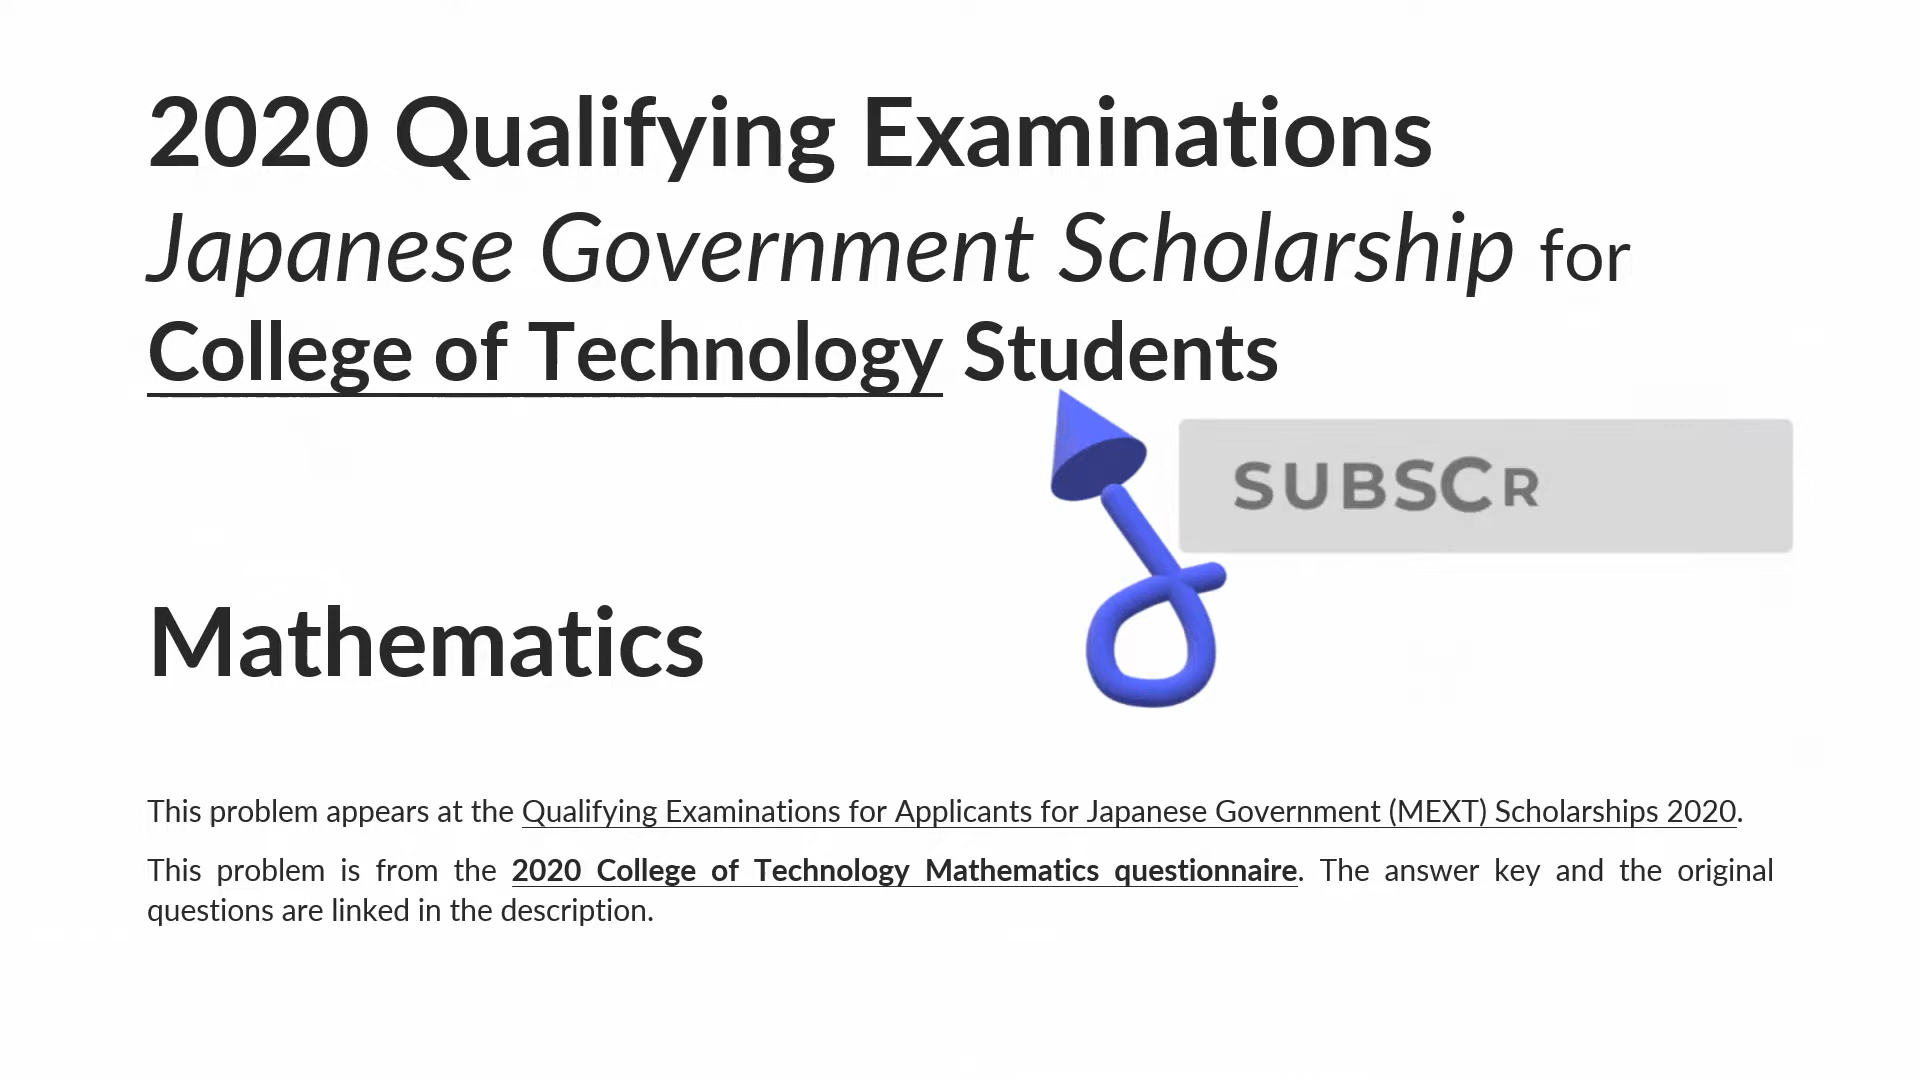 2020 Qualifying Examinations
Japanese Government Scholarship for
College of Technology Students
SUBSCR
Mathematics
This problem appears at the Qualifying Examinations for Applicants for Japanese Government (MEXT) Scholarships 2020.
This problem is from the 2020 College of Technology Mathematics questionnaire. The answer key and the original
questions are linked in the description.